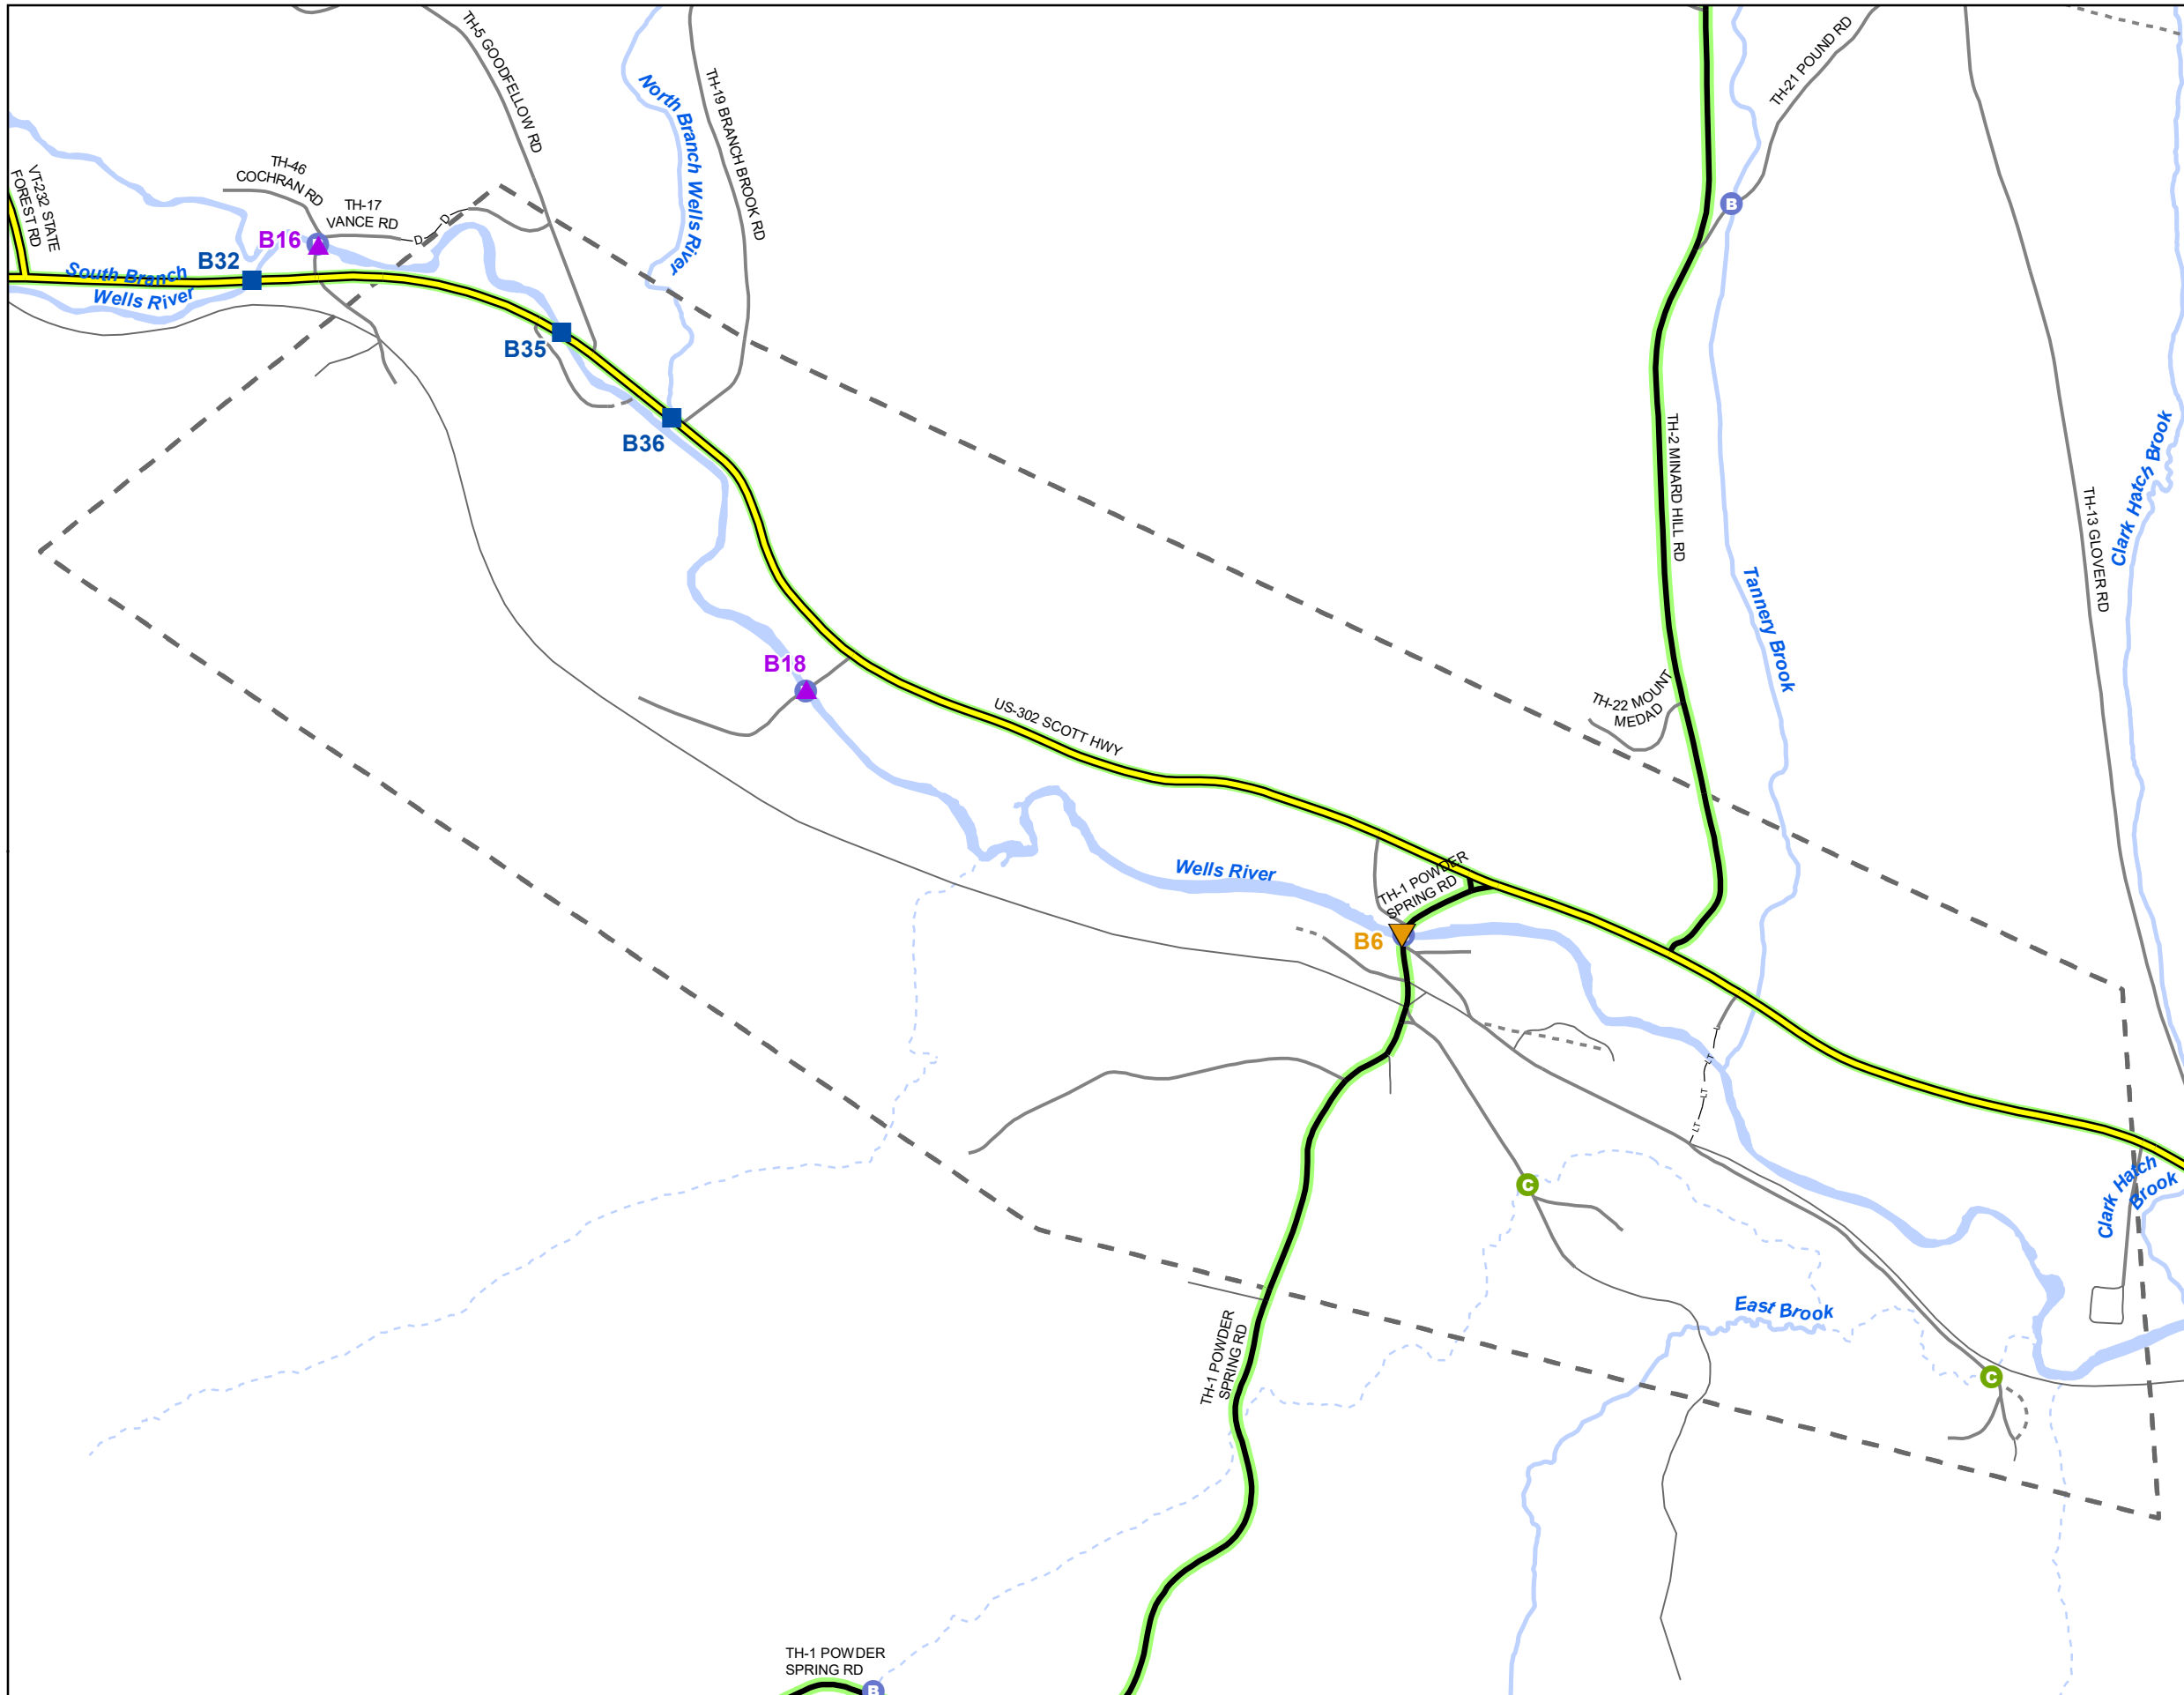 TH-5 GOODFELLOW RD
North Branch Wells River
TH-19 BRANCH BROOK RD
TH-21 POUND RD
VT-232 STATE
FOREST RD
TH-46
COCHRAN RD
TH-17
VANCE RD
D
D
B
B16
B32
South Branch
Wells River
B35
B36
TH-2 MINARD HILL RD
Clark Hatch Brook
TH-13 GLOVER RD
Tannery Brook
B18
TH-22 MOUNT
MEDAD
US-302 SCOTT HWY
Wells River
TH-1 POWDER
SPRING RD
B6
LT
LT
LT
C
Clark Hatch
Brook
East Brook
TH-1 POWDER
SPRING RD
C
TH-1 POWDER
SPRING RD
B